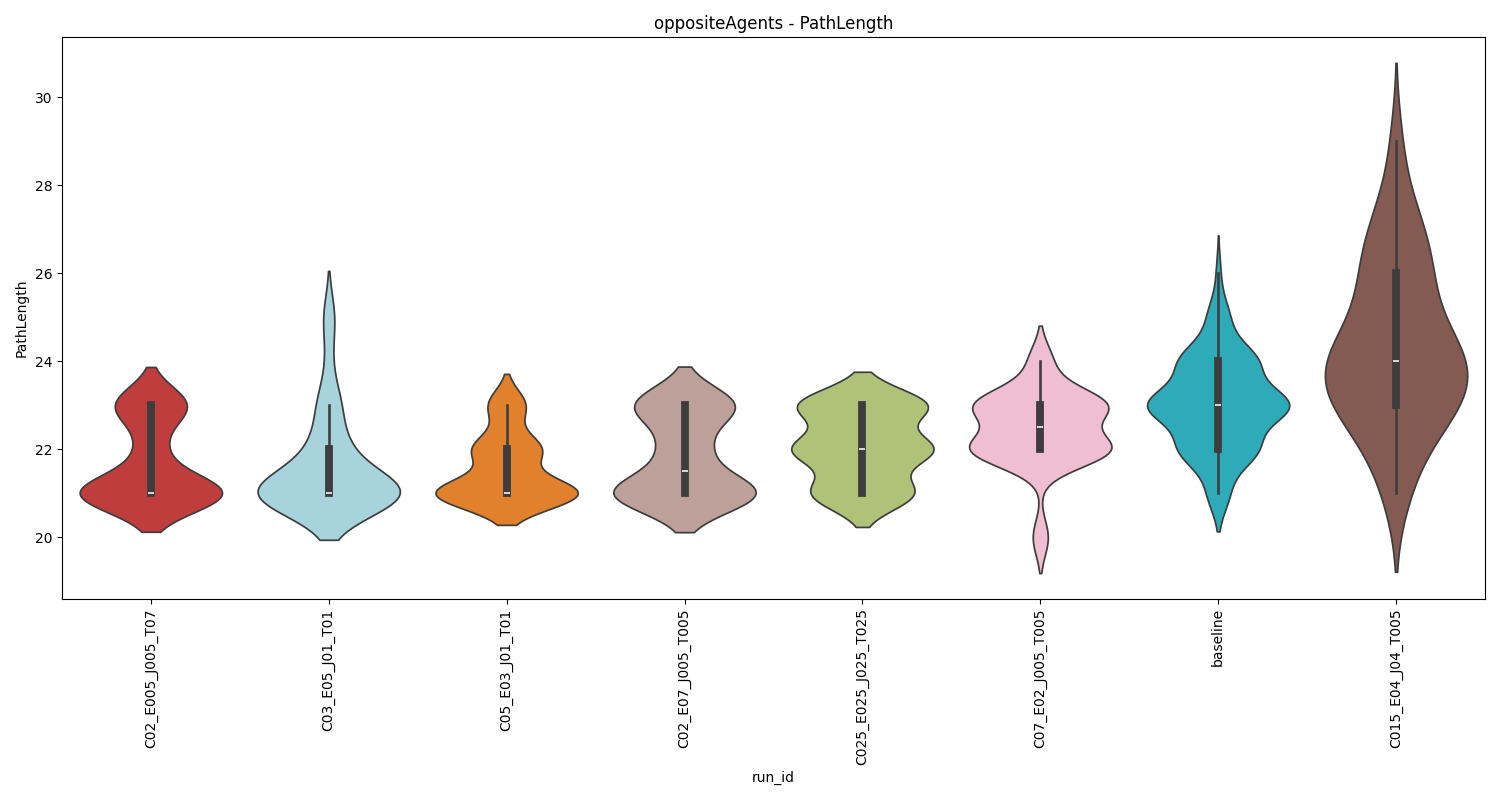 oppositeAgents - PathLength
PathLength
30
28
26
24
22
20
C02_E005_J005_T07
C03_E05_J01_T01
C05_E03_J01_T01
C02_E07_J005_T005
C025_E025_J025_T025
C07_E02_J005_T005
baseline
C015_E04_J04_T005
run_id